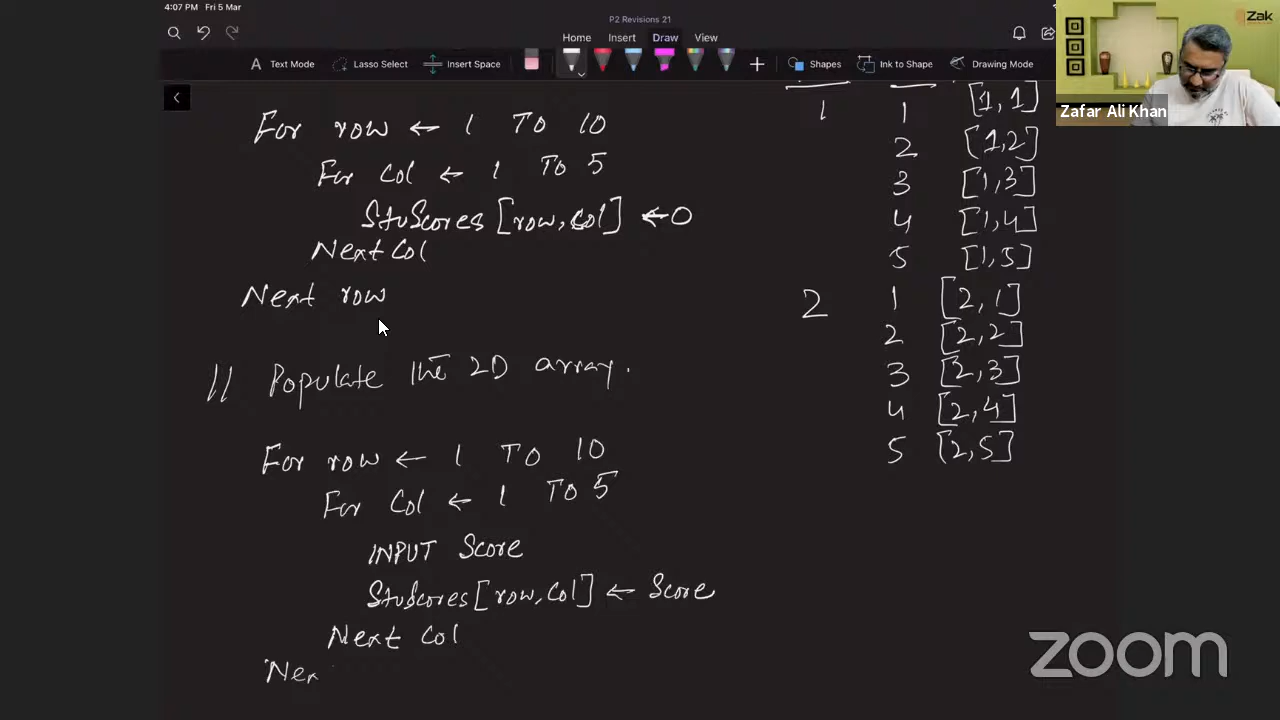 4:07 PM Fri 5 Mar
P2 Revisions 21
Home Insert Draw View
Text Mode Lasso Select Insert Space Shapes Ink to Shape Drawing Mode
Zak
Zafar Ali Khan
For row ← 1 To 10
For Col ← 1 To 5
StuScores [row, col] ← 0
Next Col
Next row
// Populate the 2D array.
For row ← 1 To 10
For Col ← 1 To 5
INPUT Score
StuScores [row, Col] ← Score
Next Col
Nex
1 1 [1,1]
2 [1,2]
3 [1,3]
4 [1,4]
5 [1,5]
2 1 [2,1]
2 [2,2]
3 [2,3]
4 [2,4]
5 [2,5]
zoom